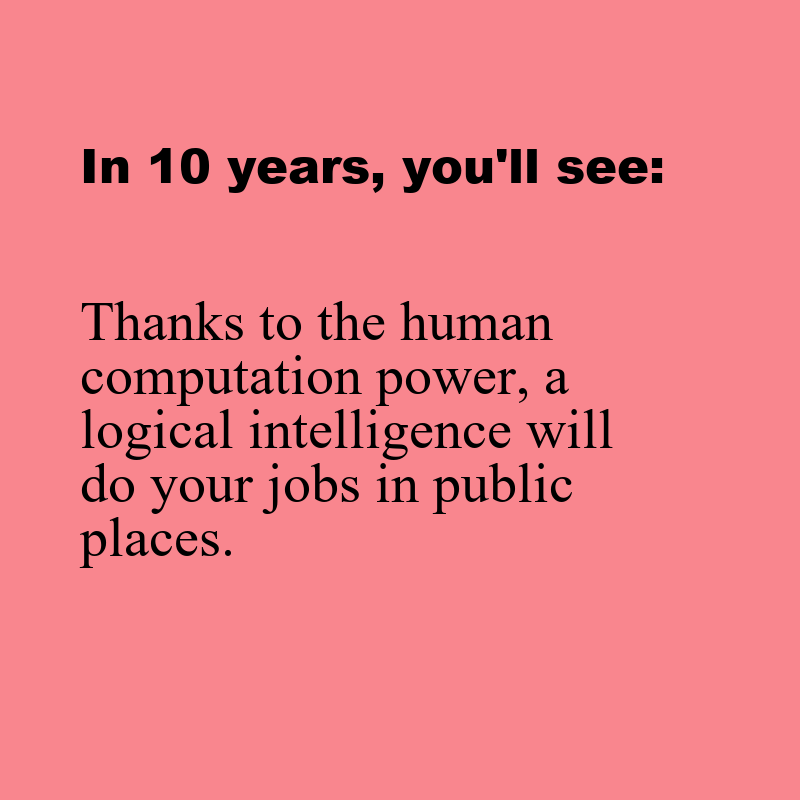 In 10 years, you'll see:
Thanks to the human
computation power, a
logical intelligence will
do your jobs in public
places.